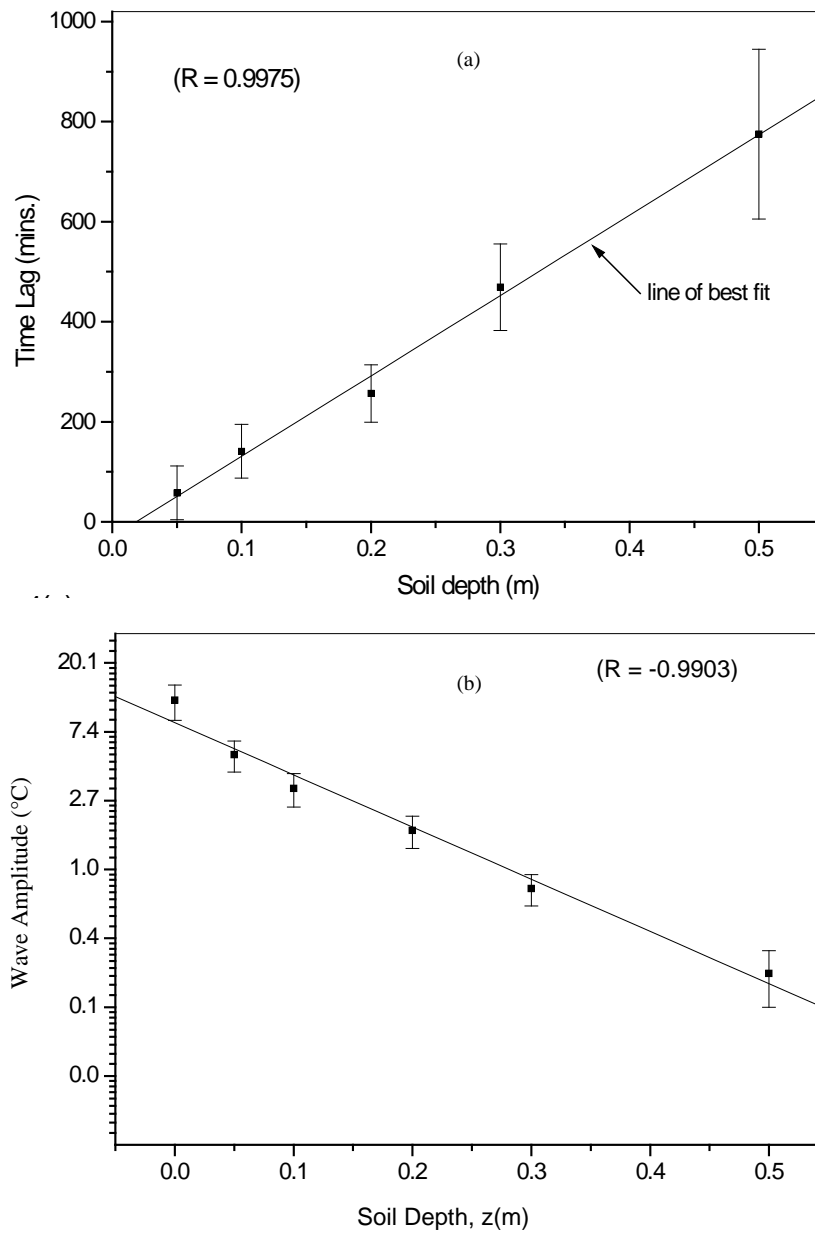 1000
(a)
(R = 0.9975)
800
600
Time Lag (mins.)
line of best fit
400
200
0
0.0 0.1 0.2 0.3 0.4 0.5
Soil depth (m)
20.1
(b)
(R = -0.9903)
7.4
2.7
Wave Amplitude (°C)
1.0
0.4
0.1
0.0
0.0 0.1 0.2 0.3 0.4 0.5
Soil Depth, z(m)